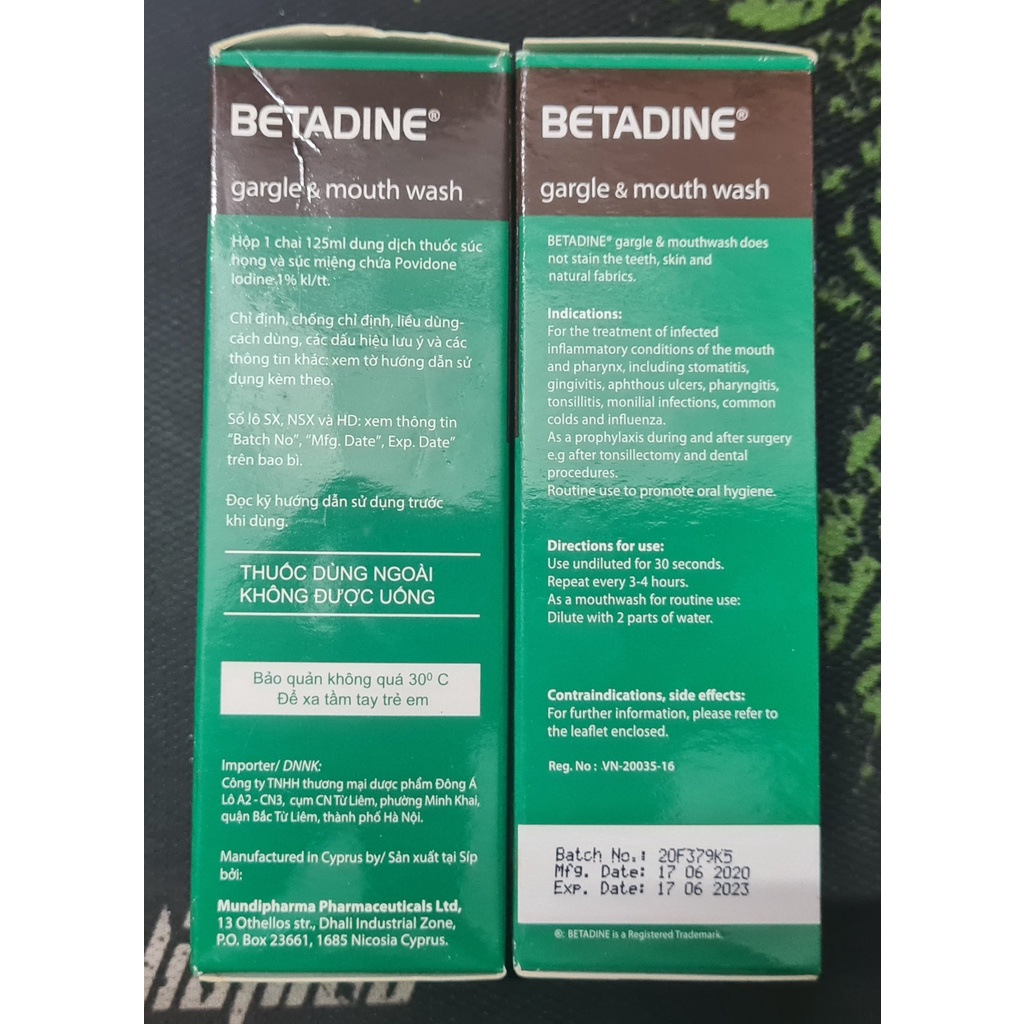 BETADINE®
gargle & mouth wash
Hộp 1 chai 125ml dung dịch thuốc súc
họng và súc miệng chứa Povidone
Iodine 1% kl/tt.
Chỉ định, chống chỉ định, liều dùng-
cách dùng, các dấu hiệu lưu ý và các
thông tin khác: xem tờ hướng dẫn sử
dụng kèm theo.
Số lô SX, NSX và HD: xem thông tin
"Batch No", "Mfg. Date", Exp. Date"
trên bao bì.
Đọc kỹ hướng dẫn sử dụng trước
khi dùng.
THUỐC DÙNG NGOÀI
KHÔNG ĐƯỢC UỐNG
Bảo quản không quá 30⁰ C
Để xa tầm tay trẻ em
Importer/ DNNK:
Công ty TNHH thương mại dược phẩm Đông Á
Lô A2 - CN3, cụm CN Từ Liêm, phường Minh Khai,
quận Bắc Từ Liêm, thành phố Hà Nội.
Manufactured in Cyprus by/ Sản xuất tại Síp
bởi:
Mundipharma Pharmaceuticals Ltd,
13 Othellos str., Dhali Industrial Zone,
P.O. Box 23661, 1685 Nicosia Cyprus.
BETADINE®
gargle & mouth wash
BETADINE® gargle & mouthwash does
not stain the teeth, skin and
natural fabrics.
Indications:
For the treatment of infected
inflammatory conditions of the mouth
and pharynx, including stomatitis,
gingivitis, aphthous ulcers, pharyngitis,
tonsillitis, monilial infections, common
colds and influenza.
As a prophylaxis during and after surgery
e.g after tonsillectomy and dental
procedures.
Routine use to promote oral hygiene.
Directions for use:
Use undiluted for 30 seconds.
Repeat every 3-4 hours.
As a mouthwash for routine use:
Dilute with 2 parts of water.
Contraindications, side effects:
For further information, please refer to
the leaflet enclosed.
Reg. No : VN-20035-16
Batch No.: 20F379K5
Mfg. Date: 17 06 2020
Exp. Date: 17 06 2023
®: BETADINE is a Registered Trademark.